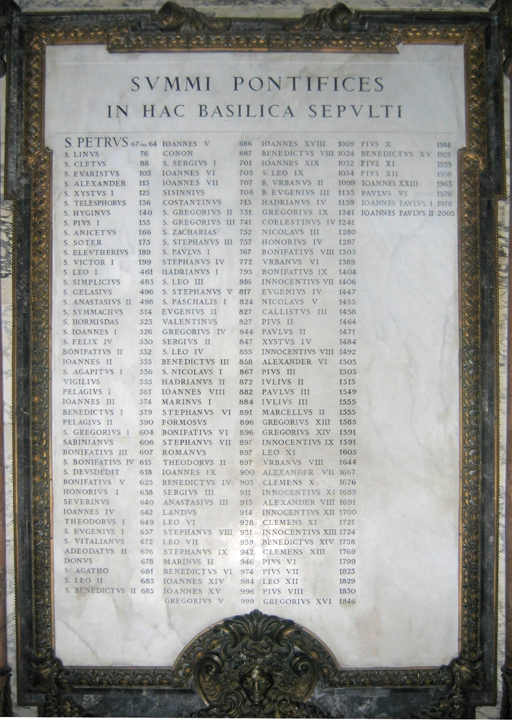 SVMMI PONTIFICES
IN HAC BASILICA SEPVLTI
S. PETRVS 67 64
S. LINVS 76
S. CLETVS 88
S. EVARISTVS 105
S. ALEXANDER 115
S. XYSTVS I 125
S. TELESPHORVS 136
S. HYGINVS 140
S. PIVS I 155
S. ANICETVS 166
S. SOTER 175
S. ELEVTHERIVS 189
S. VICTOR I 199
S. LEO I 461
S. SIMPLICIVS 483
S. GELASIVS 496
S. ANASTASIVS II 498
S. SYMMACHVS 514
S. HORMISDAS 523
S. IOANNES I 526
S. FELIX IV 530
BONIFATIVS II 532
IOANNES II 535
S. AGAPITVS I 536
VIGILIVS 555
PELAGIVS I 561
IOANNES III 574
BENEDICTVS I 579
PELAGIVS II 590
S. GREGORIVS I 604
SABINIANVS 606
BONIFATIVS III 607
S. BONIFATIVS IV 615
S. DEVSDEDIT 618
BONIFATIVS V 625
HONORIVS I 638
SEVERINVS 640
IOANNES IV 642
THEODORVS I 649
S. EVGENIVS I 657
S. VITALIANVS 672
ADEODATVS II 676
DONVS 678
S. AGATHO 681
S. LEO II 683
S. BENEDICTVS II 685
IOANNES V 686
CONON 687
S. SERGIVS I 701
IOANNES VI 705
IOANNES VII 707
SISINNIVS 708
CONSTANTINVS 715
S. GREGORIVS II 731
S. GREGORIVS III 741
S. ZACHARIAS 752
S. STEPHANVS III 757
S. PAVLVS I 767
STEPHANVS IV 772
HADRIANVS I 795
S. LEO III 816
S. STEPHANVS V 817
S. PASCHALIS I 824
EVGENIVS II 827
VALENTINVS 827
GREGORIVS IV 844
SERGIVS II 847
S. LEO IV 855
BENEDICTVS III 858
S. NICOLAVS I 867
HADRIANVS II 872
IOANNES VIII 882
MARINVS I 884
STEPHANVS VI 891
FORMOSVS 896
BONIFATIVS VI 896
STEPHANVS VII 897
ROMANVS 897
THEODORVS II 897
IOANNES IX 900
BENEDICTVS IV 903
SERGIVS III 911
ANASTASIVS III 913
LANDVS 914
LEO VI 928
STEPHANVS VIII 931
LEO VII 939
STEPHANVS IX 942
MARINVS II 946
BENEDICTVS VI 974
IOANNES XIV 984
IOANNES XV 996
GREGORIVS V 999
IOANNES XVIII 1009
BENEDICTVS VIII 1024
IOANNES XIX 1032
S. LEO IX 1054
B. VRBANVS II 1099
B. EVGENIVS III 1153
HADRIANVS IV 1159
GREGORIVS IX 1241
COELESTINVS IV 1241
NICOLAVS III 1280
HONORIVS IV 1287
BONIFATIVS VIII 1303
VRBANVS VI 1389
BONIFATIVS IX 1404
INNOCENTIVS VII 1406
EVGENIVS IV 1447
NICOLAVS V 1455
CALLISTVS III 1458
PIVS II 1464
PAVLVS II 1471
XYSTVS IV 1484
INNOCENTIVS VIII 1492
ALEXANDER VI 1503
PIVS III 1503
IVLIVS II 1513
PAVLVS III 1549
IVLIVS III 1555
MARCELLVS II 1555
GREGORIVS XIII 1585
GREGORIVS XIV 1591
INNOCENTIVS IX 1591
LEO XI 1605
VRBANVS VIII 1644
ALEXANDER VII 1667
CLEMENS X 1676
INNOCENTIVS XI 1689
ALEXANDER VIII 1691
INNOCENTIVS XII 1700
CLEMENS XI 1721
INNOCENTIVS XIII 1724
BENEDICTVS XIV 1758
CLEMENS XIII 1769
PIVS VI 1799
PIVS VII 1823
LEO XII 1829
PIVS VIII 1830
GREGORIVS XVI 1846
PIVS X 1914
BENEDICTVS XV 1922
PIVS XI 1939
PIVS XII 1958
IOANNES XXIII 1963
PAVLVS VI 1978
IOANNES PAVLVS I 1978
IOANNES PAVLVS II 2005